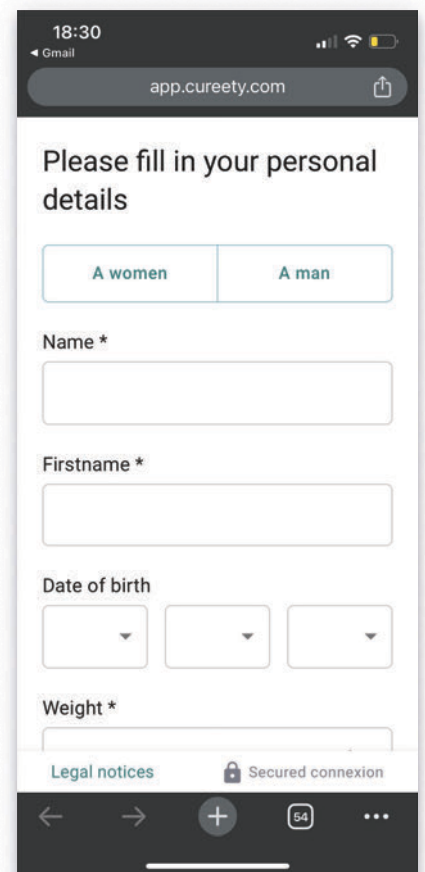 18:30
Gmail
app.cureety.com
Please fill in your personal
details
A women A man
Name *
Firstname *
Date of birth
Weight *
Legal notices Secured connexion
54